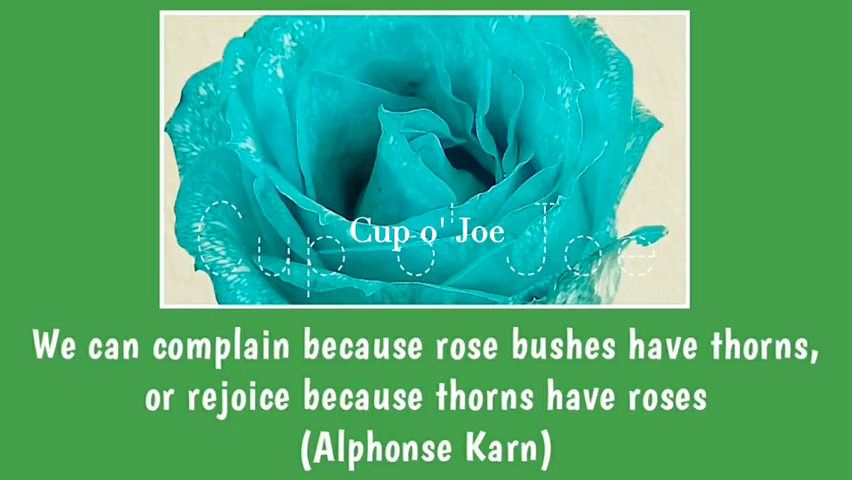 Cup o' Joe
Cup o' Joe
We can complain because rose bushes have thorns,
or rejoice because thorns have roses
(Alphonse Karn)